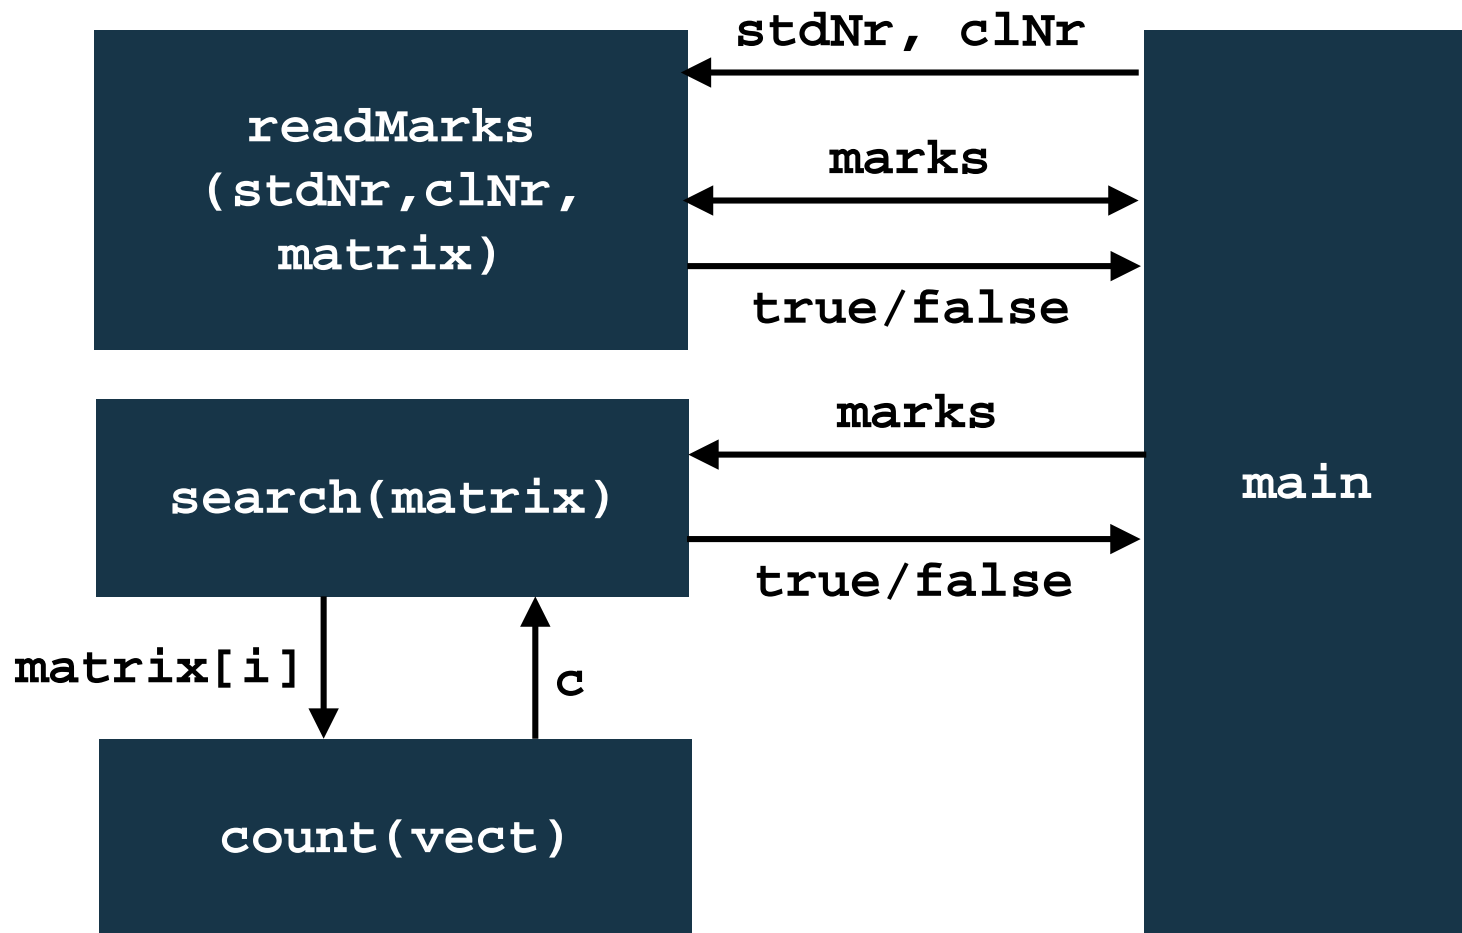 stdNr, clNr
readMarks
(stdNr,clNr,
matrix)
marks
true/false
marks
search(matrix)
main
true/false
matrix[i]
c
count(vect)